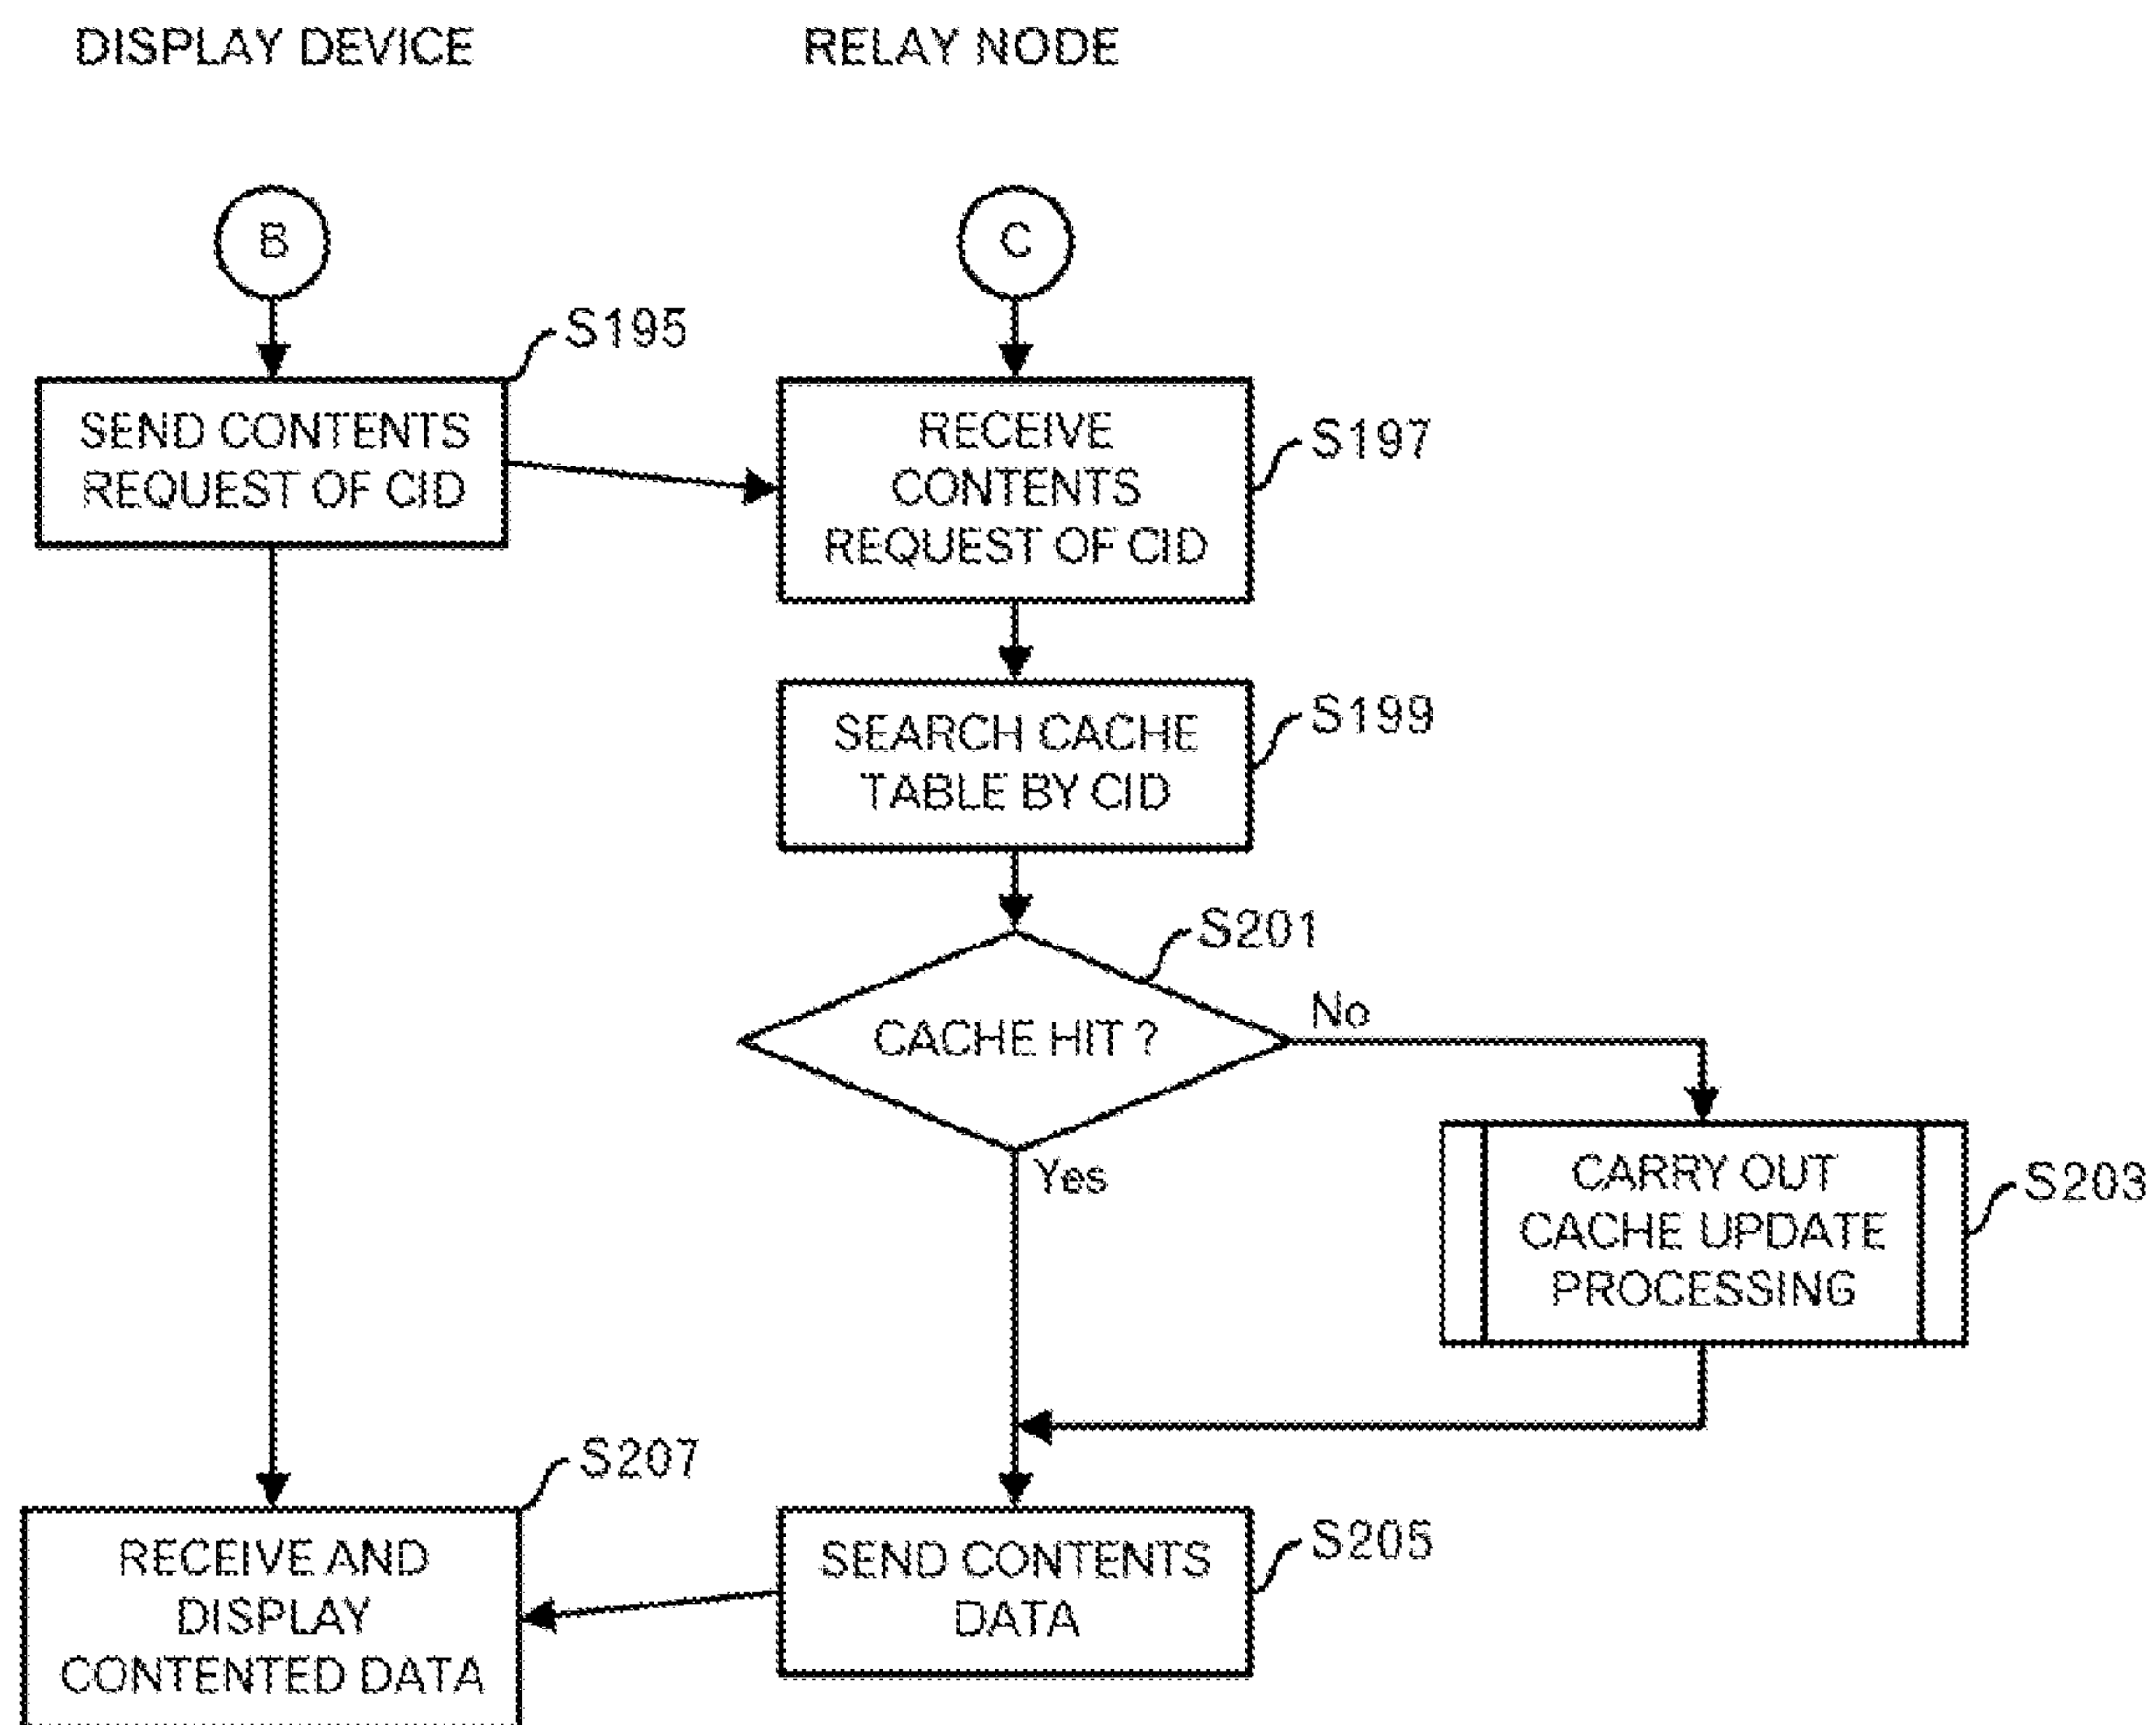 DISPLAY DEVICE
RELAY NODE
B
C
S195
SEND CONTENTS
REQUEST OF CID
RECEIVE
CONTENTS
REQUEST OF CID
S197
SEARCH CACHE
TABLE BY CID
S199
S201
CACHE HIT ?
No
Yes
CARRY OUT
CACHE UPDATE
PROCESSING
S203
S207
RECEIVE AND
DISPLAY
CONTENTED DATA
SEND CONTENTS
DATA
S205